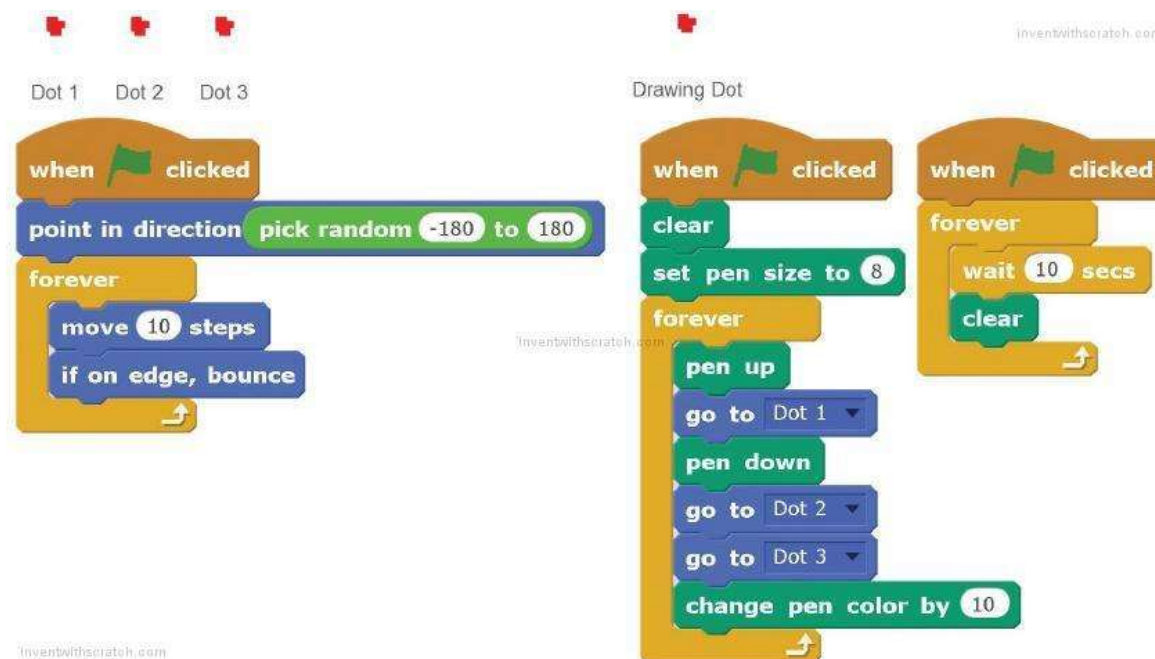 Dot 1 Dot 2 Dot 3
when clicked
point in direction pick random -180 to 180
forever
move 10 steps
if on edge, bounce
inventwithscratch.com
inventwithscratch.com
Drawing Dot
when clicked
clear
set pen size to 8
forever
pen up
go to Dot 1
pen down
go to Dot 2
go to Dot 3
change pen color by 10
inventwithscratch.com
when clicked
forever
wait 10 secs
clear